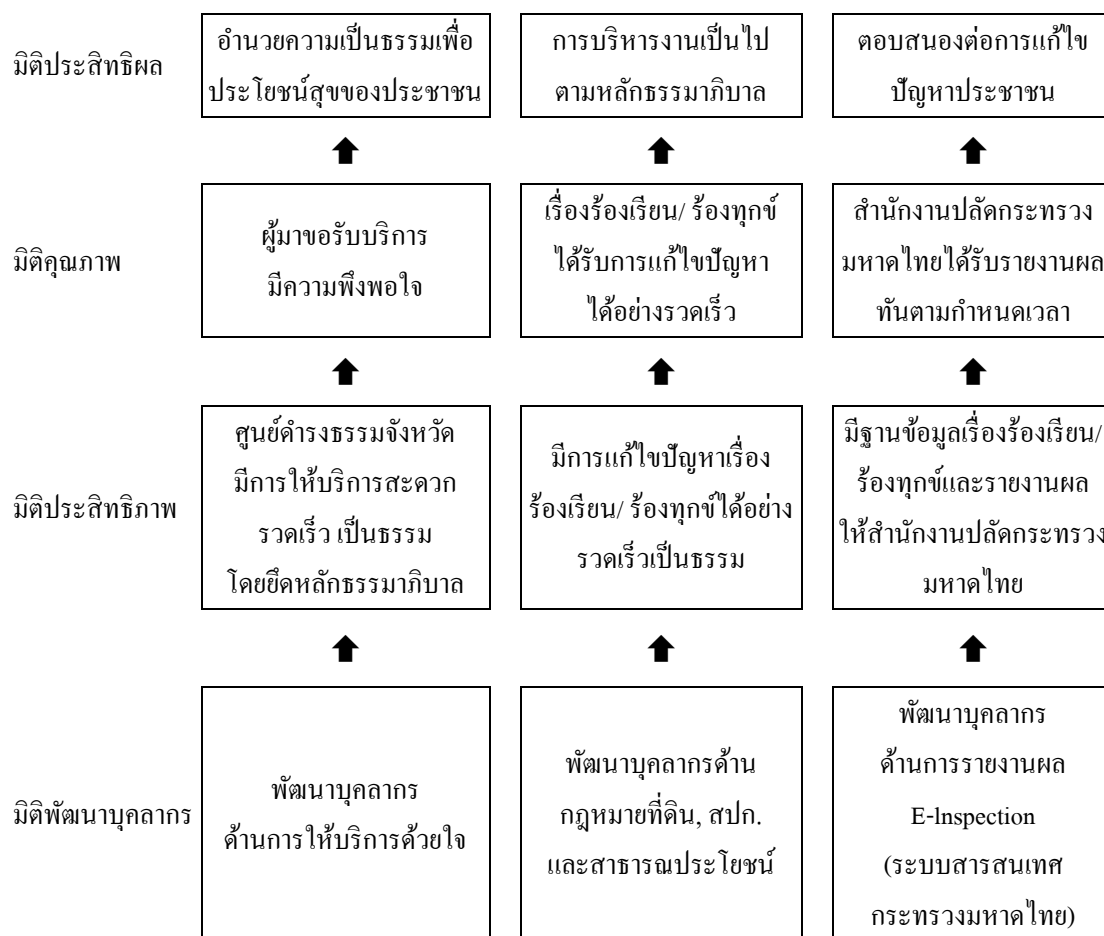 มิติประสิทธิผล
อำนวยความเป็นธรรมเพื่อ
ประโยชน์สุขของประชาชน
การบริหารงานเป็นไป
ตามหลักธรรมาภิบาล
ตอบสนองต่อการแก้ไข
ปัญหาประชาชน
มิติคุณภาพ
ผู้มาขอรับบริการ
มีความพึงพอใจ
เรื่องร้องเรียน/ ร้องทุกข์
ได้รับการแก้ไขปัญหา
ได้อย่างรวดเร็ว
สำนักงานปลัดกระทรวง
มหาดไทยได้รับรายงานผล
ทันตามกำหนดเวลา
มิติประสิทธิภาพ
ศูนย์ดำรงธรรมจังหวัด
มีการให้บริการสะดวก
รวดเร็ว เป็นธรรม
โดยยึดหลักธรรมาภิบาล
มีการแก้ไขปัญหาเรื่อง
ร้องเรียน/ ร้องทุกข์ได้อย่าง
รวดเร็วเป็นธรรม
มีฐานข้อมูลเรื่องร้องเรียน/
ร้องทุกข์และรายงานผล
ให้สำนักงานปลัดกระทรวง
มหาดไทย
มิติพัฒนาบุคลากร
พัฒนาบุคลากร
ด้านการให้บริการด้วยใจ
พัฒนาบุคลากรด้าน
กฎหมายที่ดิน, สปก.
และสาธารณประโยชน์
พัฒนาบุคลากร
ด้านการรายงานผล
E-Inspection
(ระบบสารสนเทศ
กระทรวงมหาดไทย)